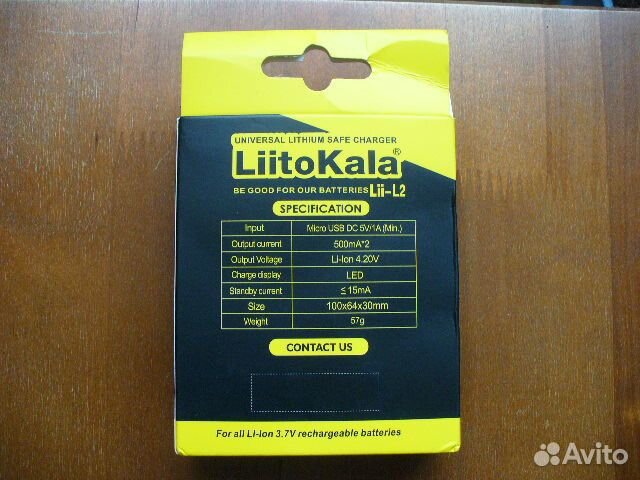 UNIVERSAL LITHIUM SAFE CHARGER
LiitoKala®
BE GOOD FOR OUR BATTERIES Lii-L2
SPECIFICATION
Input Micro USB DC 5V/1A (Min.)
Output current 500mA*2
Output Voltage Li-Ion 4.20V
Charge display LED
Standby current ≤15mA
Size 100x64x30mm
Weight 57g
CONTACT US
For all Li-Ion 3.7V rechargeable batteries
Avito